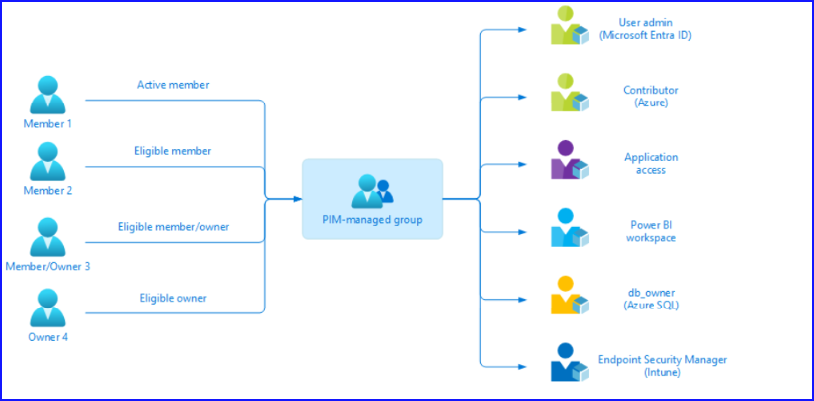 Active member
Member 1
Eligible member
Member 2
Eligible member/owner
Member/Owner 3
Eligible owner
Owner 4
PIM-managed group
User admin
(Microsoft Entra ID)
Contributor
(Azure)
Application
access
Power BI
workspace
db_owner
(Azure SQL)
Endpoint Security Manager
(Intune)